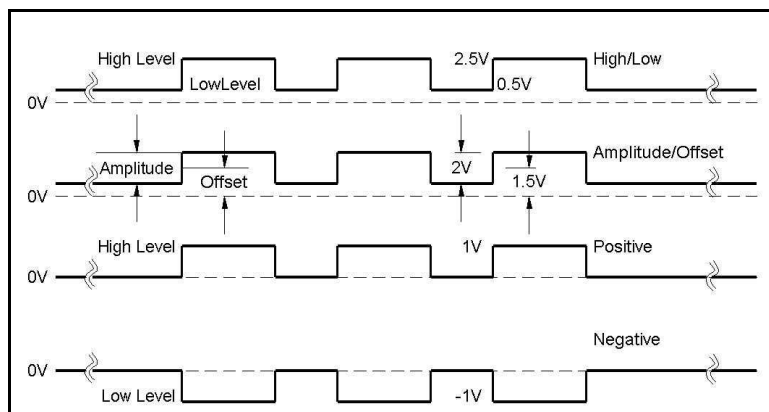 High Level
2.5V
High/Low
LowLevel
0.5V
0V
Amplitude/Offset
Amplitude
2V
Offset
1.5V
0V
High Level
1V
Positive
0V
Negative
0V
Low Level
-1V